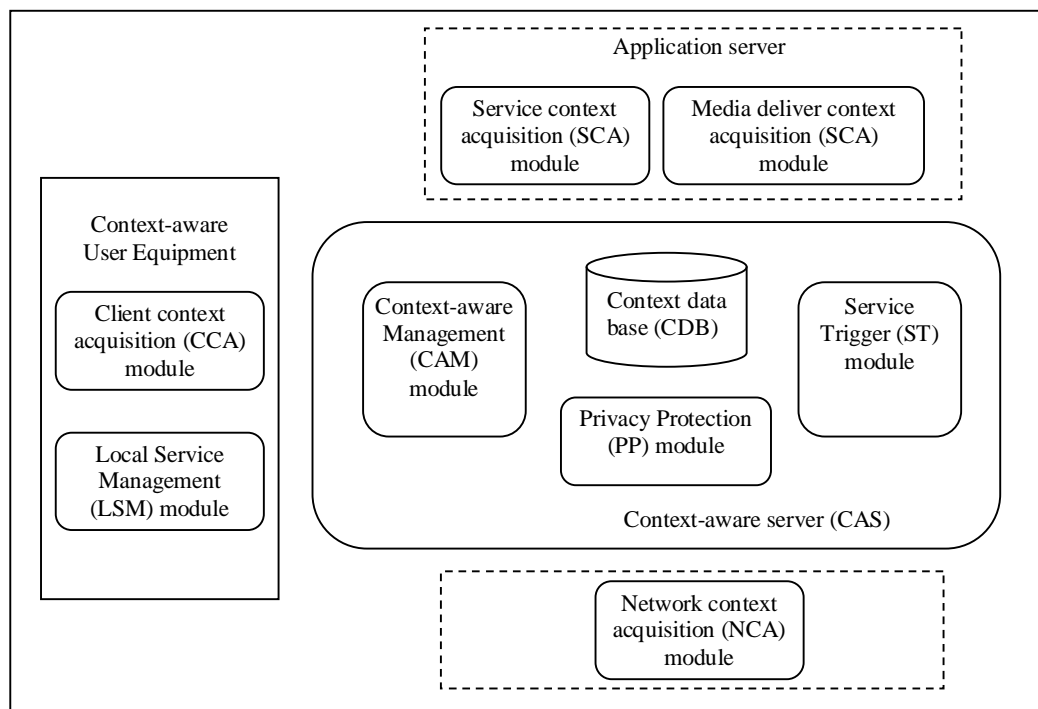 Application server
Service context
acquisition (SCA)
module
Media deliver context
acquisition (SCA)
module
Context-aware
User Equipment
Client context
acquisition (CCA)
module
Local Service
Management
(LSM) module
Context-aware
Management
(CAM)
module
Context data
base (CDB)
Service
Trigger (ST)
module
Privacy Protection
(PP) module
Context-aware server (CAS)
Network context
acquisition (NCA)
module